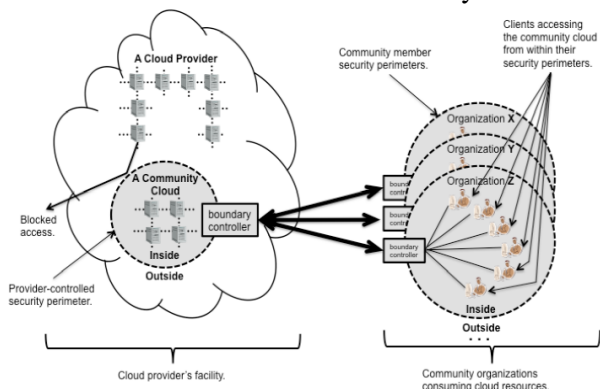 Clients accessing
the community cloud
from within their
security perimeters.
Community member
security perimeters.
A Cloud Provider
Organization X
Organization Y
Organization Z
A Community
Cloud
boundary
controller
Inside
Outside
Blocked
access.
Provider-controlled
security perimeter.
boundary
controller
Inside
Outside
. . .
Cloud provider's facility.
Community organizations
consuming cloud resources.